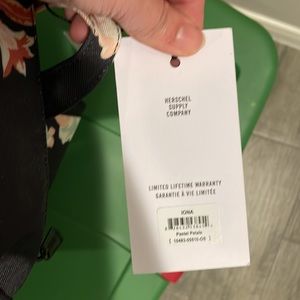 HERSCHEL
SUPPLY
COMPANY
LIMITED LIFETIME WARRANTY
GARANTIE À VIE LIMITÉE
IONA
Pastel Petals